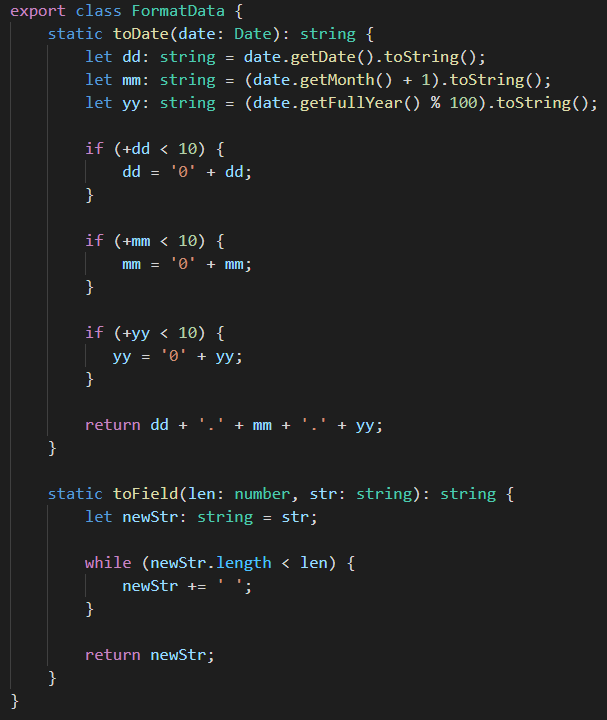 export class FormatData {
    static toDate(date: Date): string {
        let dd: string = date.getDate().toString();
        let mm: string = (date.getMonth() + 1).toString();
        let yy: string = (date.getFullYear() % 100).toString();

        if (+dd < 10) {
            dd = '0' + dd;
        }

        if (+mm < 10) {
            mm = '0' + mm;
        }

        if (+yy < 10) {
           yy = '0' + yy;
        }

        return dd + '.' + mm + '.' + yy;
    }

    static toField(len: number, str: string): string {
        let newStr: string = str;

        while (newStr.length < len) {
            newStr += ' ';
        }

        return newStr;
    }
}